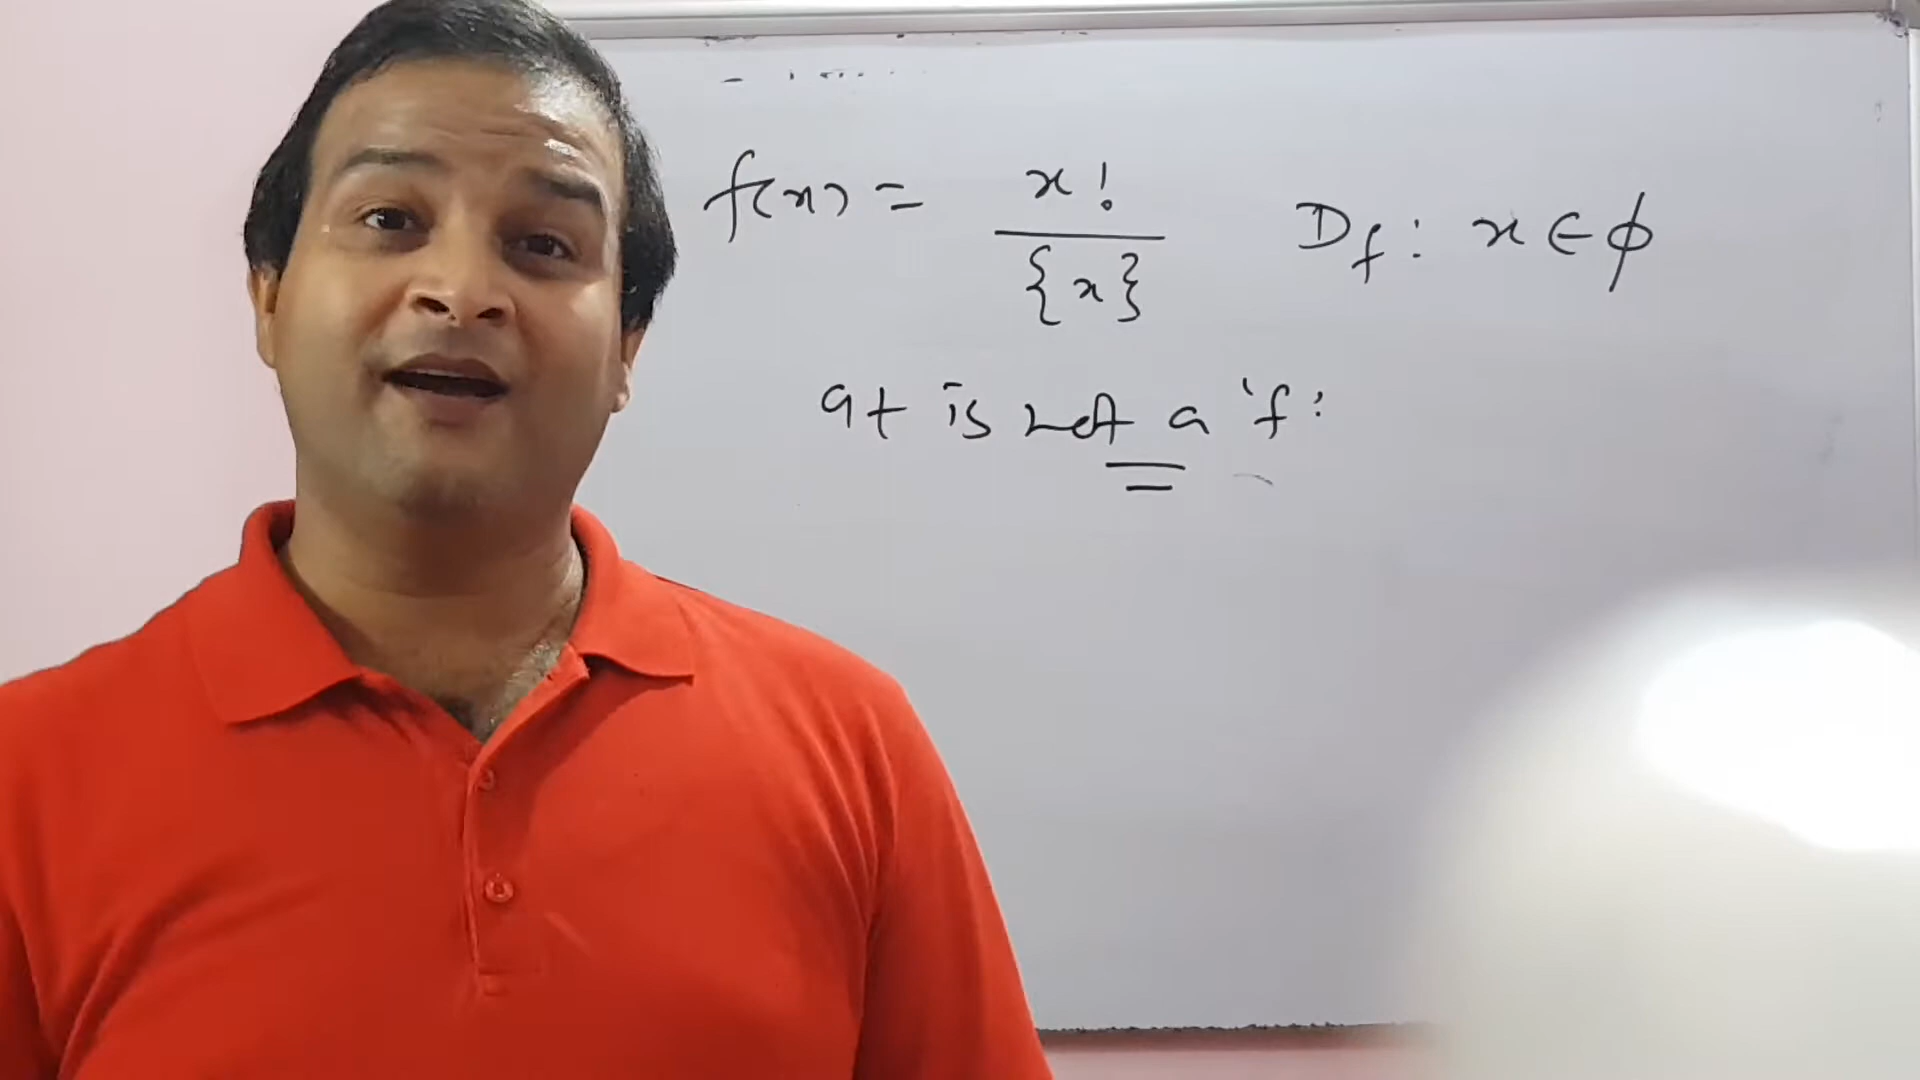 f(x) = x! / {x} Df : x ∈ ϕ
It is not a 'f :